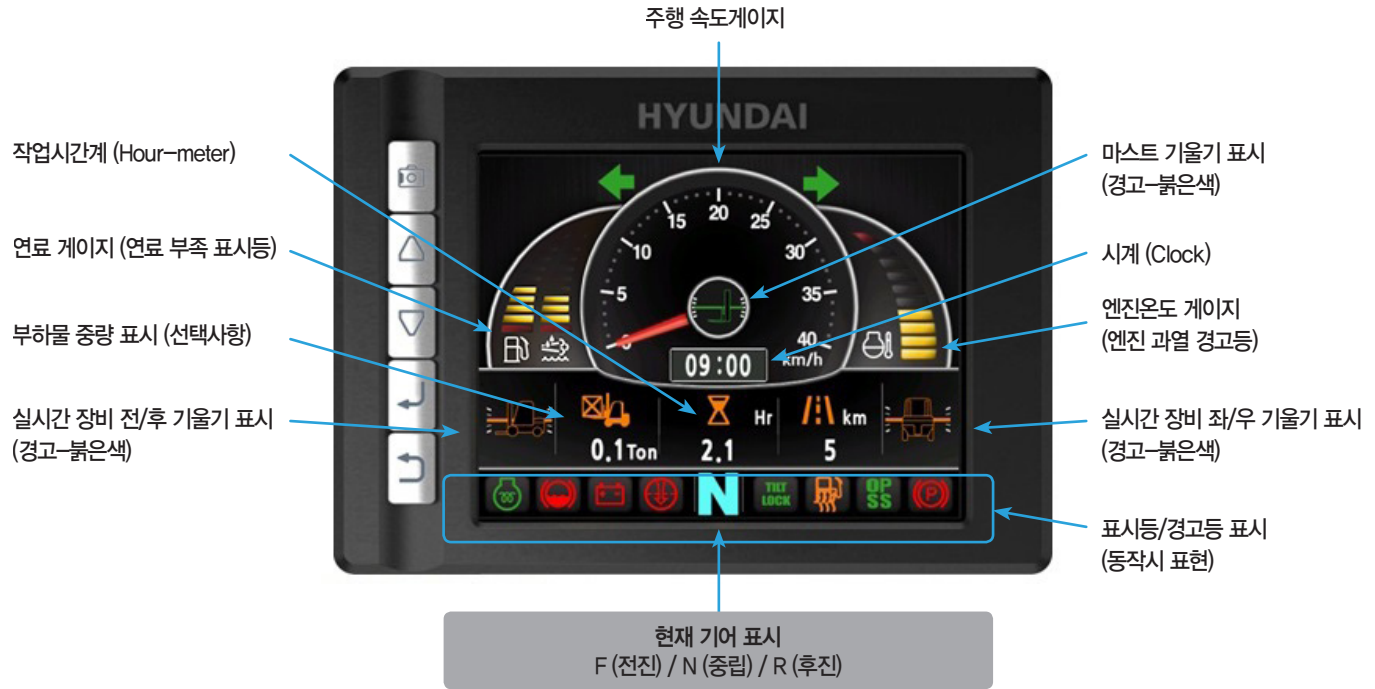 주행 속도게이지
HYUNDAI
작업시간계 (Hour-meter)
연료 게이지 (연료 부족 표시등)
부하물 중량 표시 (선택사항)
실시간 장비 전/후 기울기 표시
(경고-붉은색)
마스트 기울기 표시
(경고-붉은색)
시계 (Clock)
엔진온도 게이지
(엔진 과열 경고등)
실시간 장비 좌/우 기울기 표시
(경고-붉은색)
표시등/경고등 표시
(동작시 표현)
0 5 10 15 20 25 30 35 40
km/h
09:00
Hr km
0.1Ton 2.1 5
N TILT LOCK OP SS P
현재 기어 표시
F (전진) / N (중립) / R (후진)